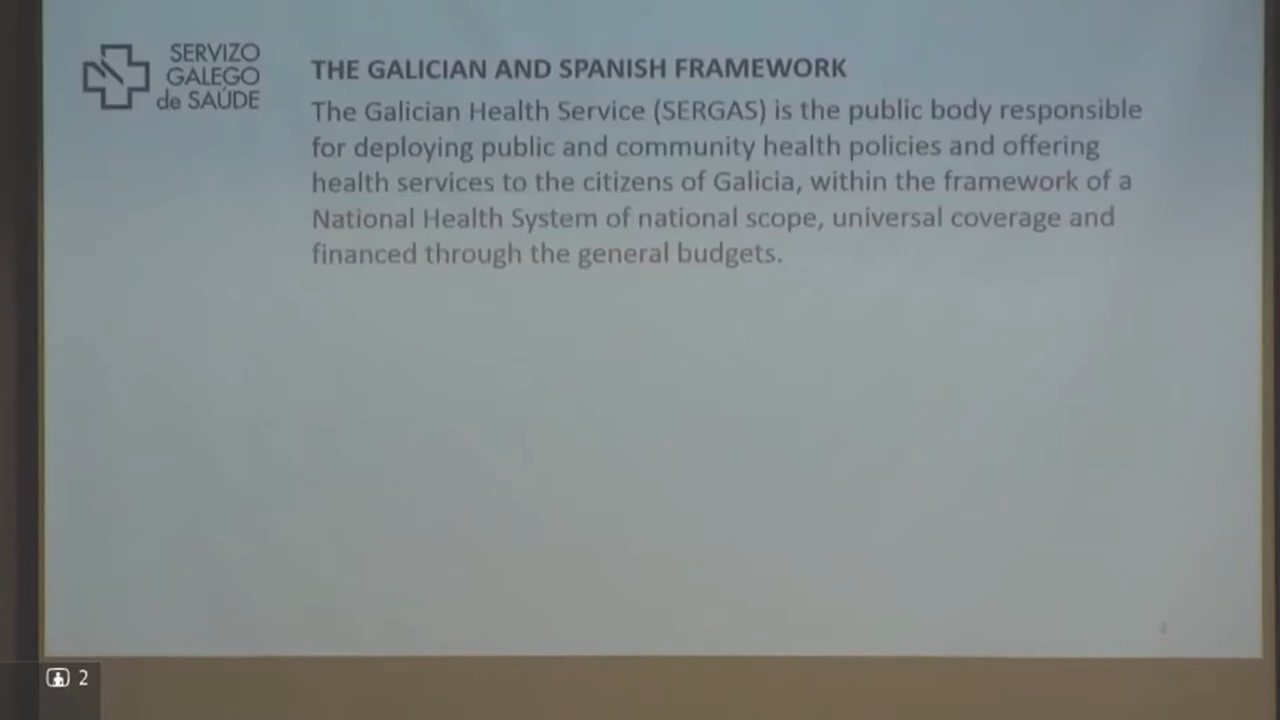 SERVIZO
GALEGO
de SAÚDE
THE GALICIAN AND SPANISH FRAMEWORK
The Galician Health Service (SERGAS) is the public body responsible
for deploying public and community health policies and offering
health services to the citizens of Galicia, within the framework of a
National Health System of national scope, universal coverage and
financed through the general budgets.
2